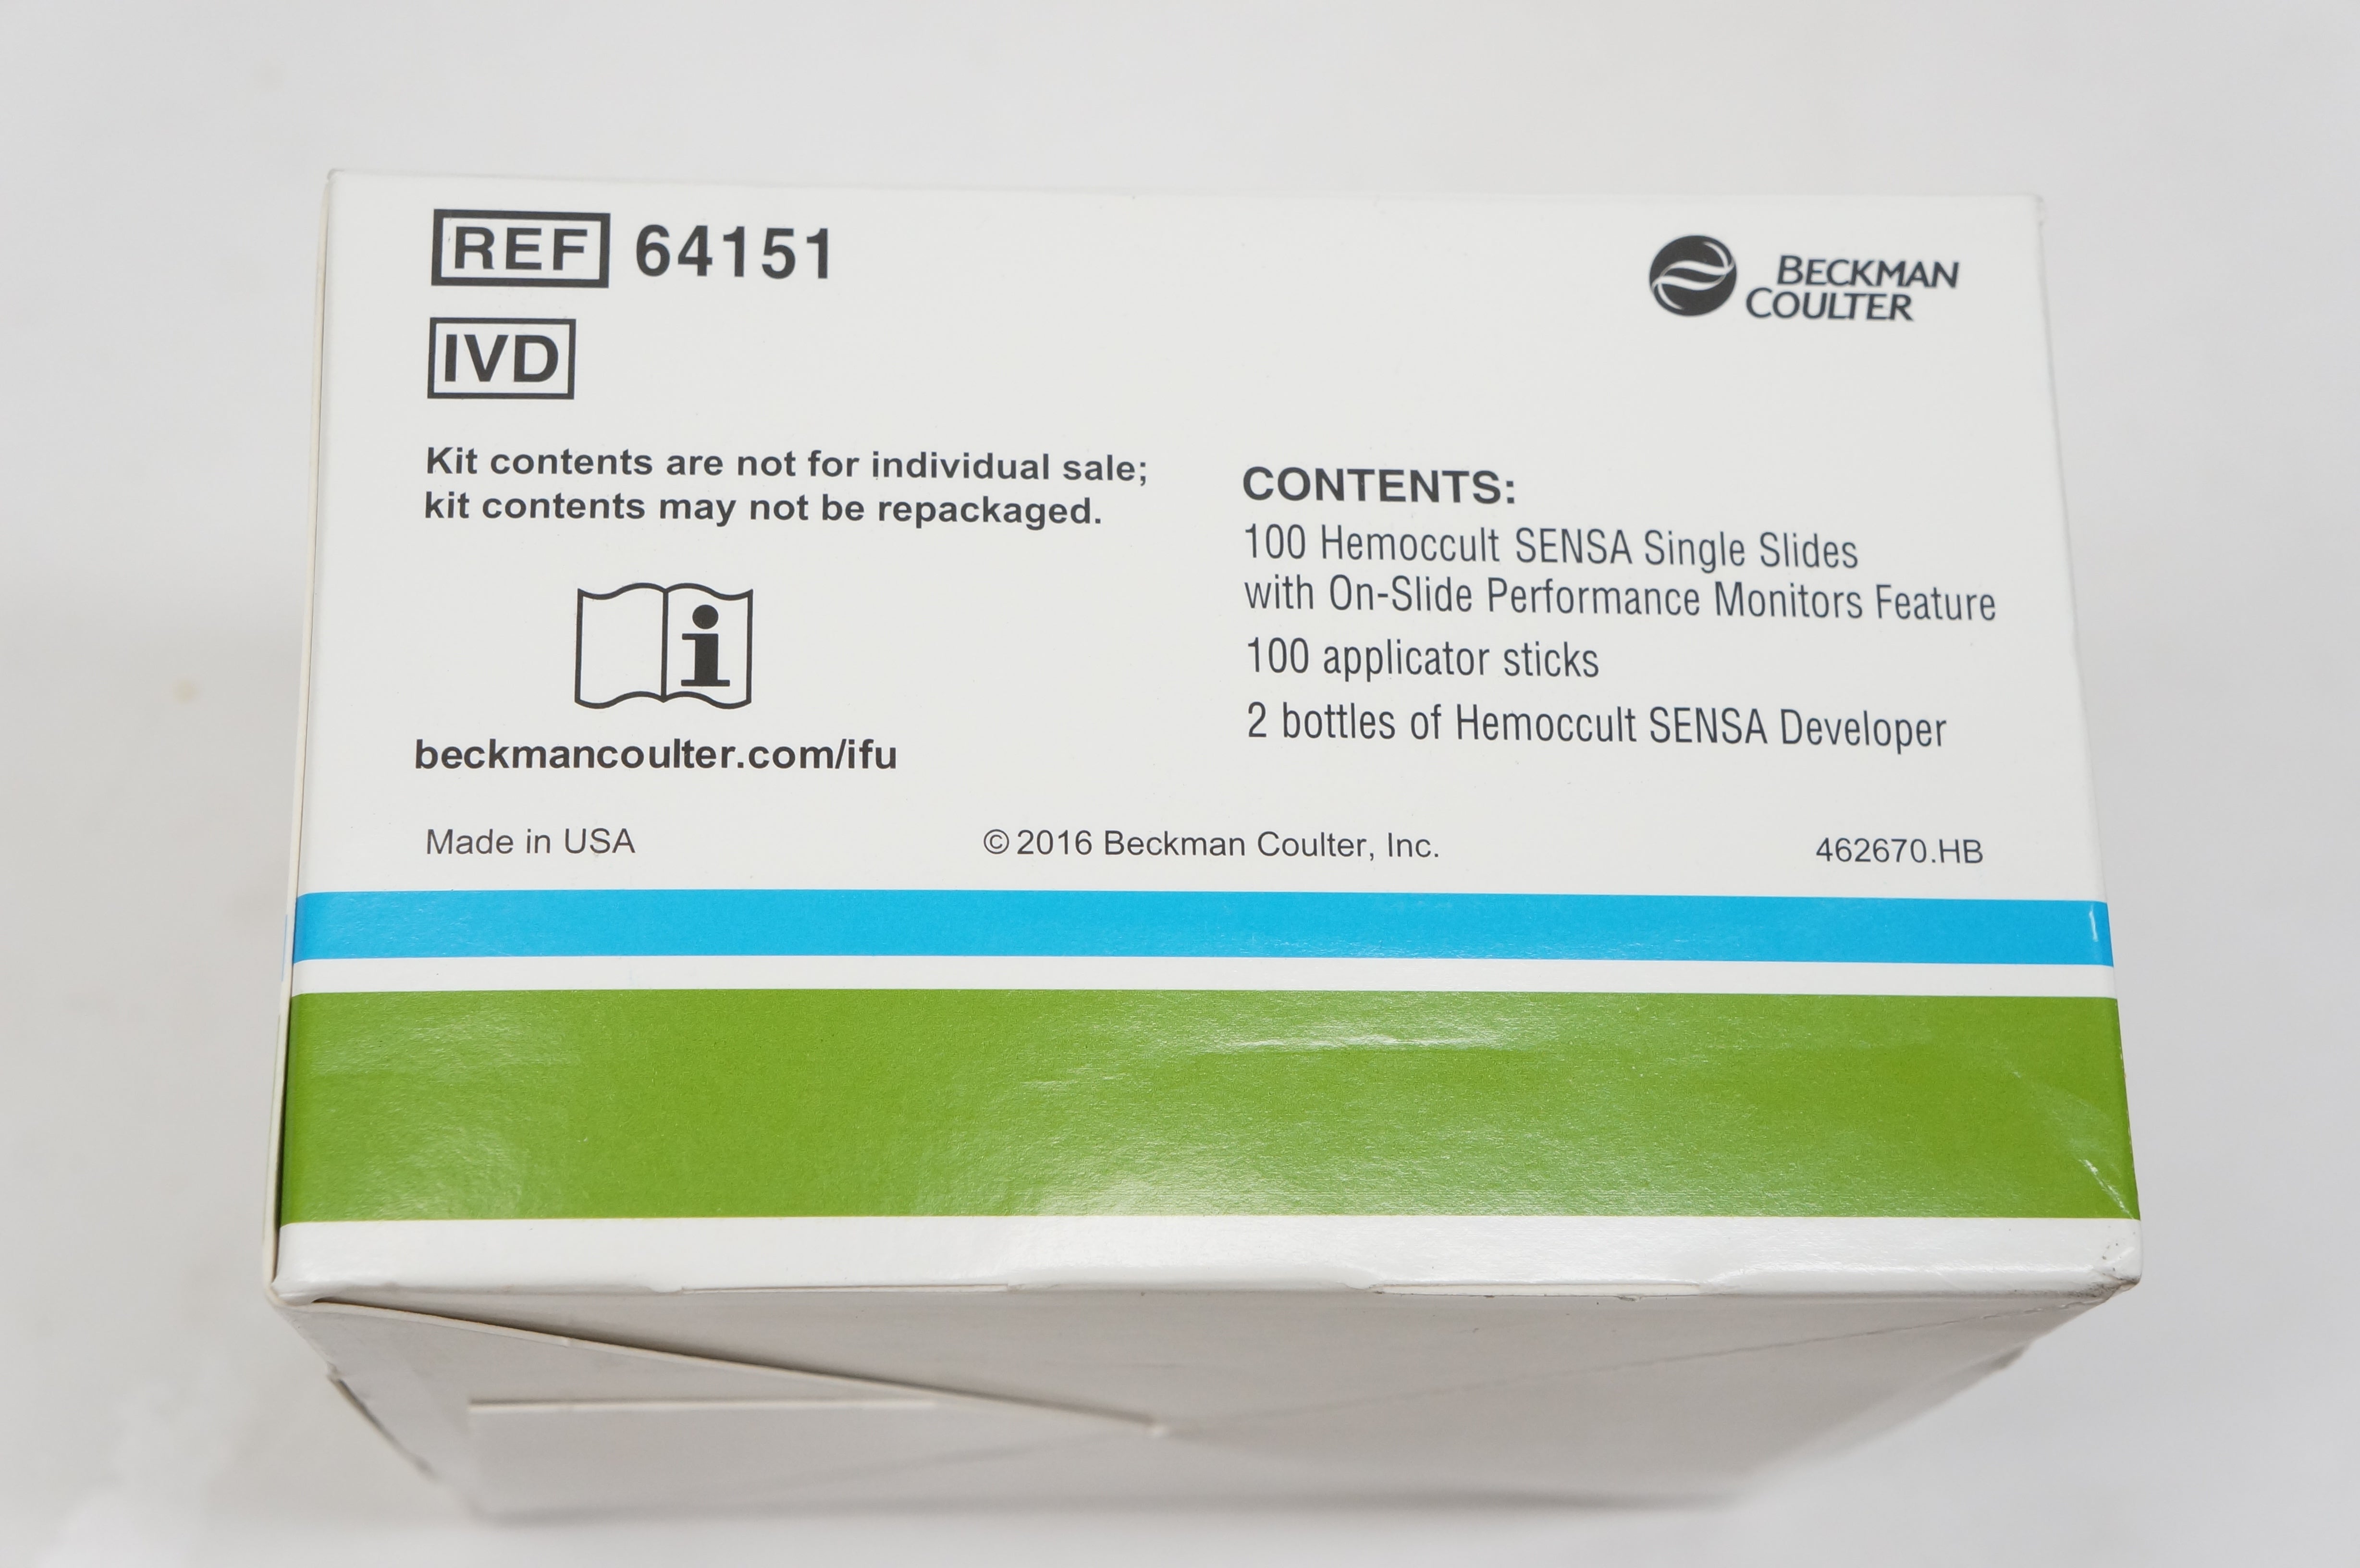 REF 64151
BECKMAN
COULTER
IVD
Kit contents are not for individual sale;
kit contents may not be repackaged.
i
beckmancoulter.com/ifu
CONTENTS:
100 Hemoccult SENSA Single Slides
with On-Slide Performance Monitors Feature
100 applicator sticks
2 bottles of Hemoccult SENSA Developer
Made in USA
© 2016 Beckman Coulter, Inc.
462670.HB